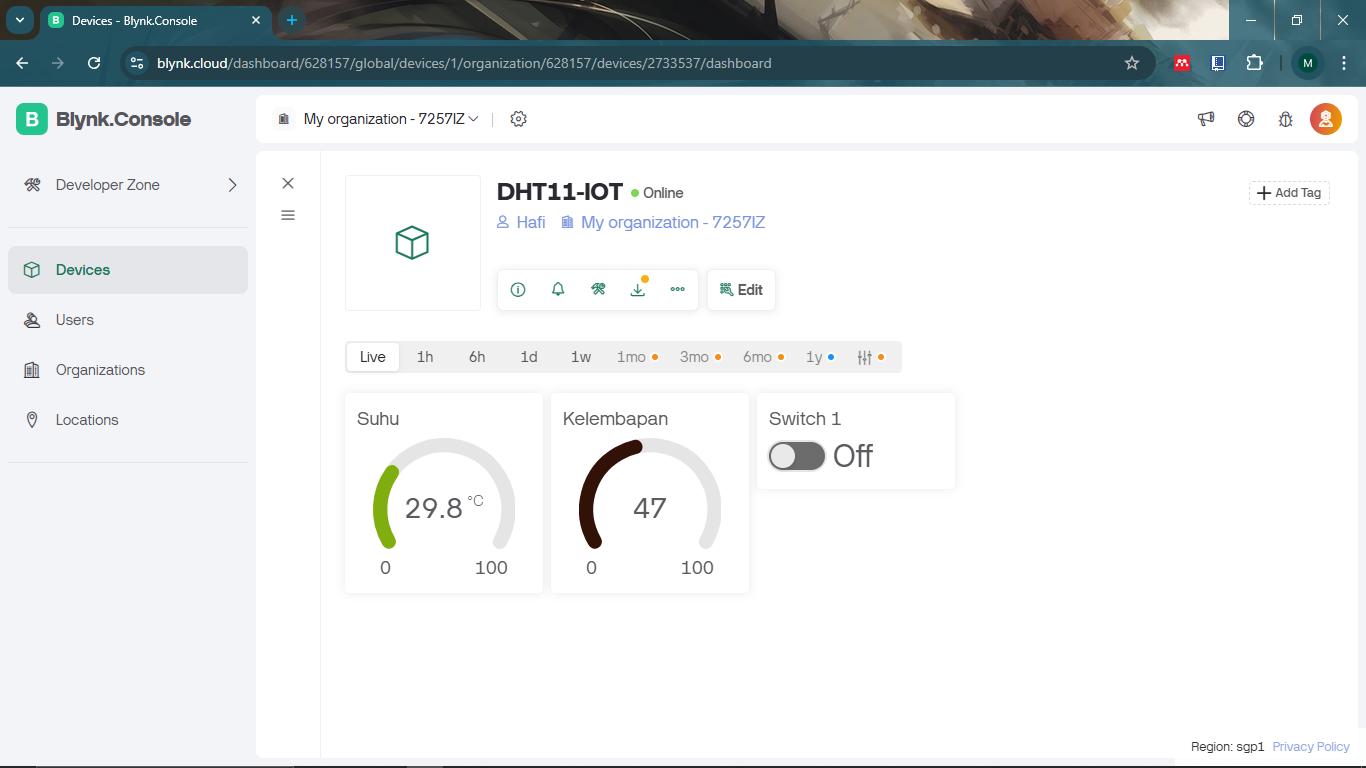 Devices - Blynk.Console
blynk.cloud/dashboard/628157/global/devices/1/organization/628157/devices/2733537/dashboard
M
B Blynk.Console
My organization - 7257IZ
Developer Zone
Devices
Users
Organizations
Locations
DHT11-IOT Online
Hafi My organization - 7257IZ
Add Tag
Edit
Live 1h 6h 1d 1w 1mo 3mo 6mo 1y
Suhu
29.8 °C
0 100
Kelembapan
47
0 100
Switch 1
Off
Region: sgp1 Privacy Policy